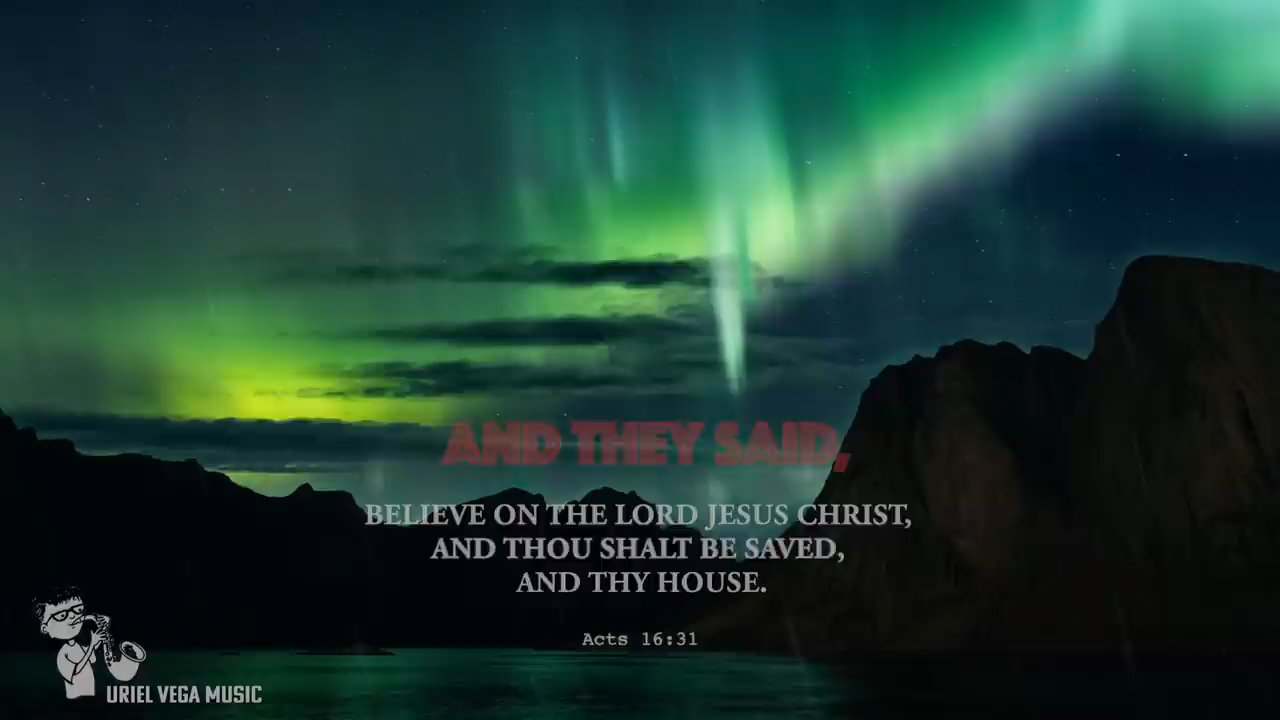 AND THEY SAID,
BELIEVE ON THE LORD JESUS CHRIST,
AND THOU SHALT BE SAVED,
AND THY HOUSE.
Acts 16:31
URIEL VEGA MUSIC